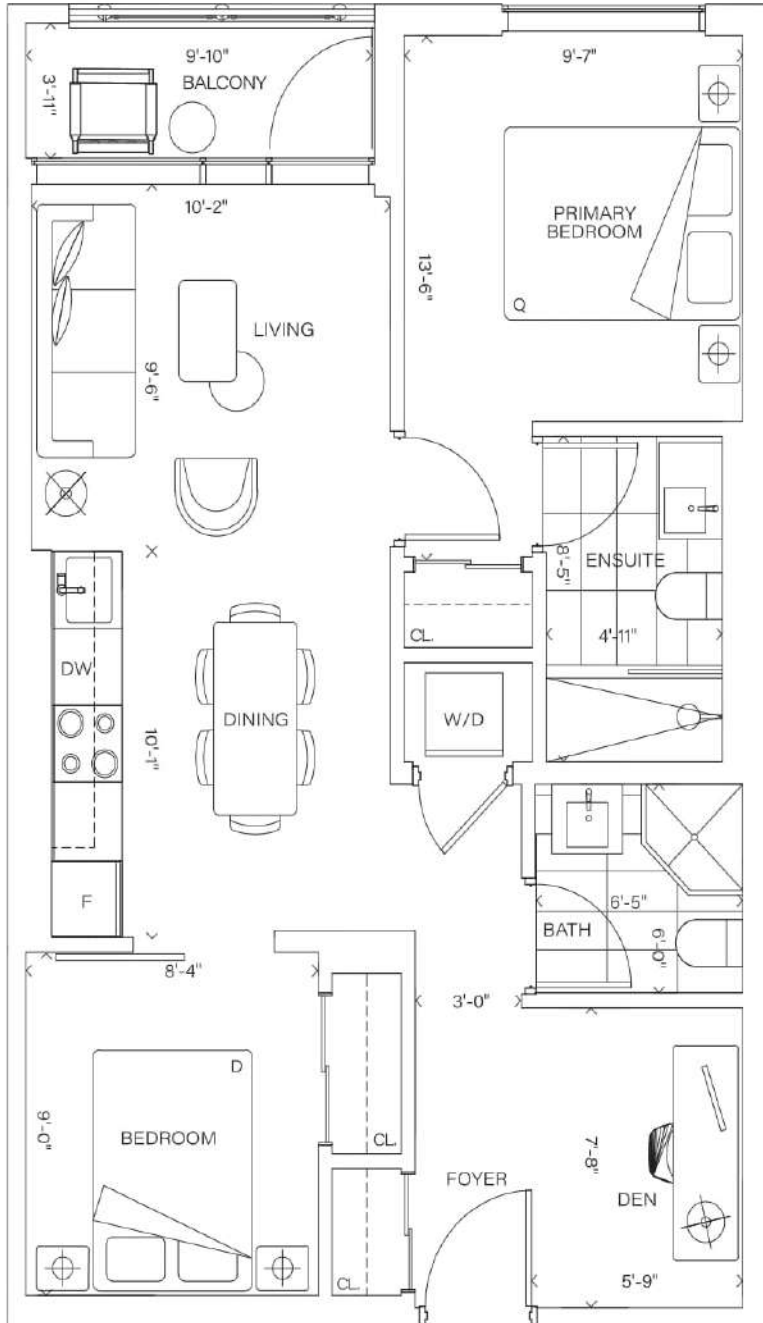 9'-10"
BALCONY
3'-11"
9'-7"
10'-2"
PRIMARY
BEDROOM
13'-6"
Q
LIVING
9'-6"
8'-5"
ENSUITE
4'-11"
CL.
DW
DINING
W/D
10'-1"
F
6'-5"
BATH
6'-0"
8'-4"
3'-0"
D
9'-0"
BEDROOM
CL.
7'-8"
FOYER
DEN
CL.
5'-9"